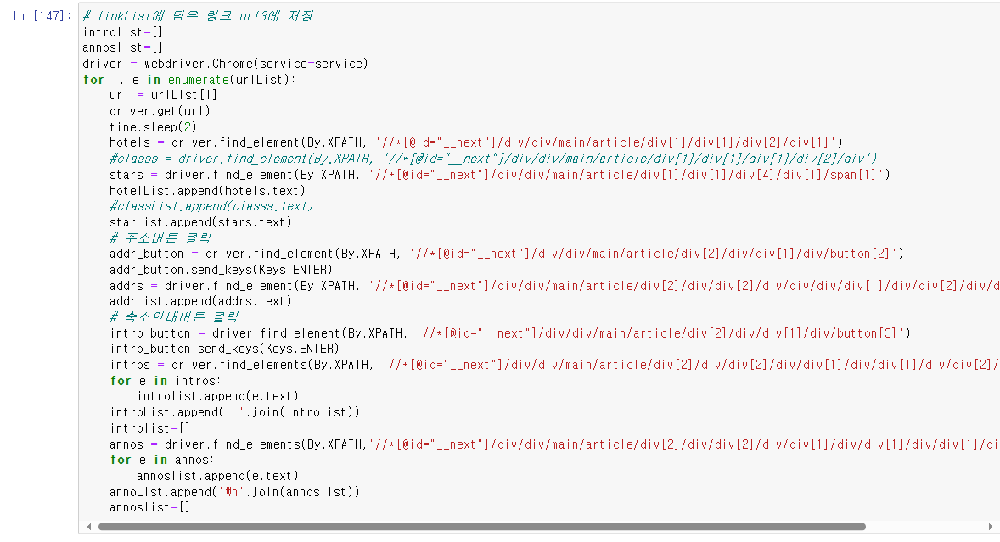 In [147]:
# linkList에 담은 링크 url3에 저장
introlist=[]
annoslist=[]
driver = webdriver.Chrome(service=service)
for i, e in enumerate(urlList):
    url = urlList[i]
    driver.get(url)
    time.sleep(2)
    hotels = driver.find_element(By.XPATH, '//*[@id="__next"]/div/div/main/article/div[1]/div[1]/div[2]/div[1]')
    #classs = driver.find_element(By.XPATH, '//*[@id="__next"]/div/div/main/article/div[1]/div[1]/div[1]/div[2]/div')
    stars = driver.find_element(By.XPATH, '//*[@id="__next"]/div/div/main/article/div[1]/div[1]/div[4]/div[1]/span[1]')
    hotelList.append(hotels.text)
    #classList.append(classs.text)
    starList.append(stars.text)
    # 주소버튼 클릭
    addr_button = driver.find_element(By.XPATH, '//*[@id="__next"]/div/div/main/article/div[2]/div/div[1]/div/button[2]')
    addr_button.send_keys(Keys.ENTER)
    addrs = driver.find_element(By.XPATH, '//*[@id="__next"]/div/div/main/article/div[2]/div/div[2]/div/div/div/div[1]/div/div[2]/div/d
    addrList.append(addrs.text)
    # 숙소안내버튼 클릭
    intro_button = driver.find_element(By.XPATH, '//*[@id="__next"]/div/div/main/article/div[2]/div/div[1]/div/button[3]')
    intro_button.send_keys(Keys.ENTER)
    intros = driver.find_elements(By.XPATH, '//*[@id="__next"]/div/div/main/article/div[2]/div/div[2]/div/div[1]/div/div[1]/div/div[2]/
    for e in intros:
        introlist.append(e.text)
    introList.append(' '.join(introlist))
    introlist=[]
    annos = driver.find_elements(By.XPATH,'//*[@id="__next"]/div/div/main/article/div[2]/div/div[2]/div/div[1]/div/div[1]/div/div[1]/di
    for e in annos:
        annoslist.append(e.text)
    annoList.append('₩n'.join(annoslist))
    annoslist=[]